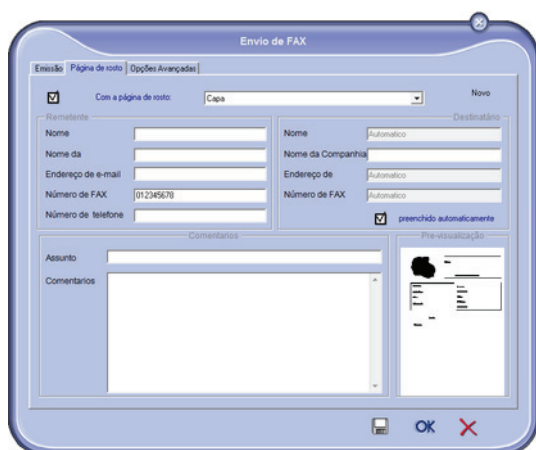 Envio de FAX
Emissão Página de rosto Opções Avançadas
Com a página de rosto: Capa Novo
Remetente Destinatário
Nome Nome Automatico
Nome da Nome da Companhia
Endereço de e-mail Endereço de Automatico
Número de FAX 012345678 Número de FAX Automatico
Número de telefone preenchido automaticamente
Comentarios Pre-visualização
Assunto
Comentarios
OK